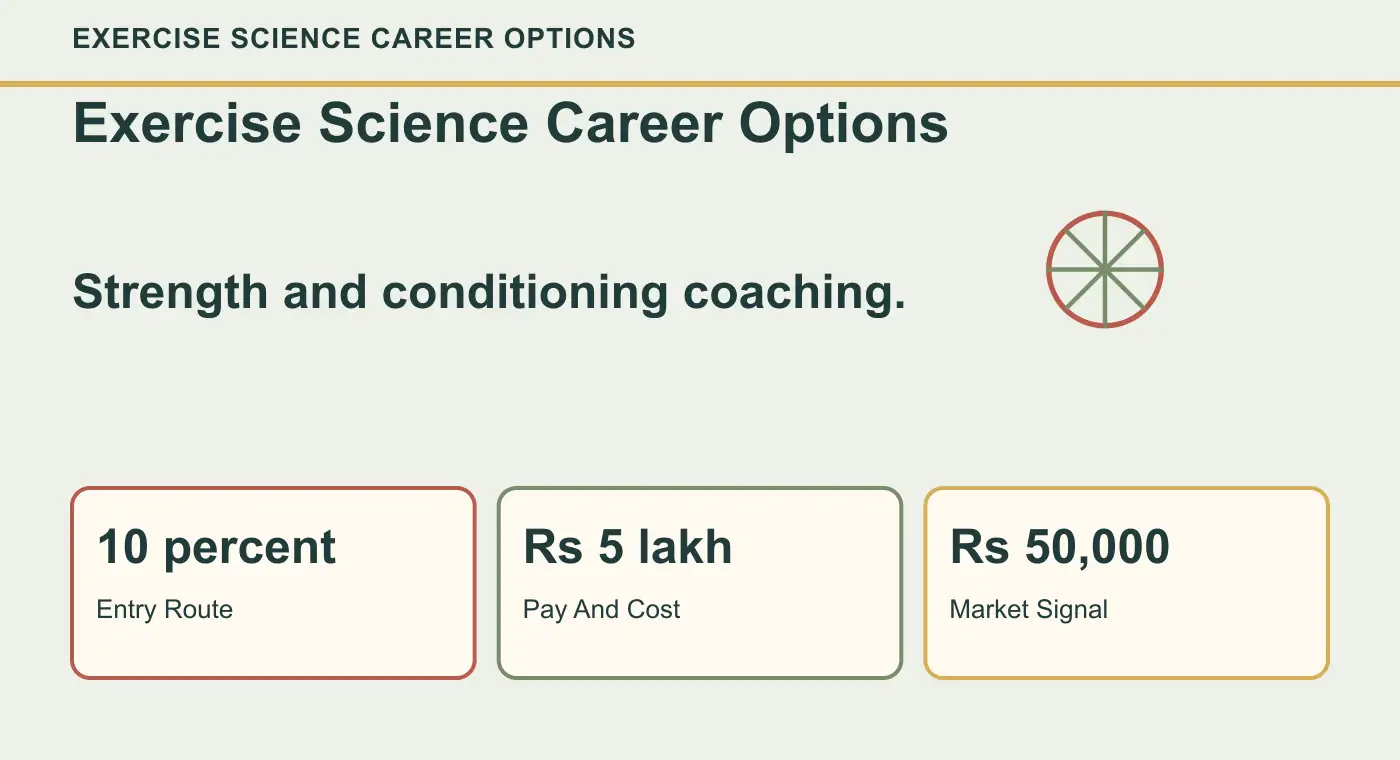 EXERCISE SCIENCE CAREER OPTIONS
Exercise Science Career Options
Strength and conditioning coaching.
10 percent
Entry Route
Rs 5 lakh
Pay And Cost
Rs 50,000
Market Signal